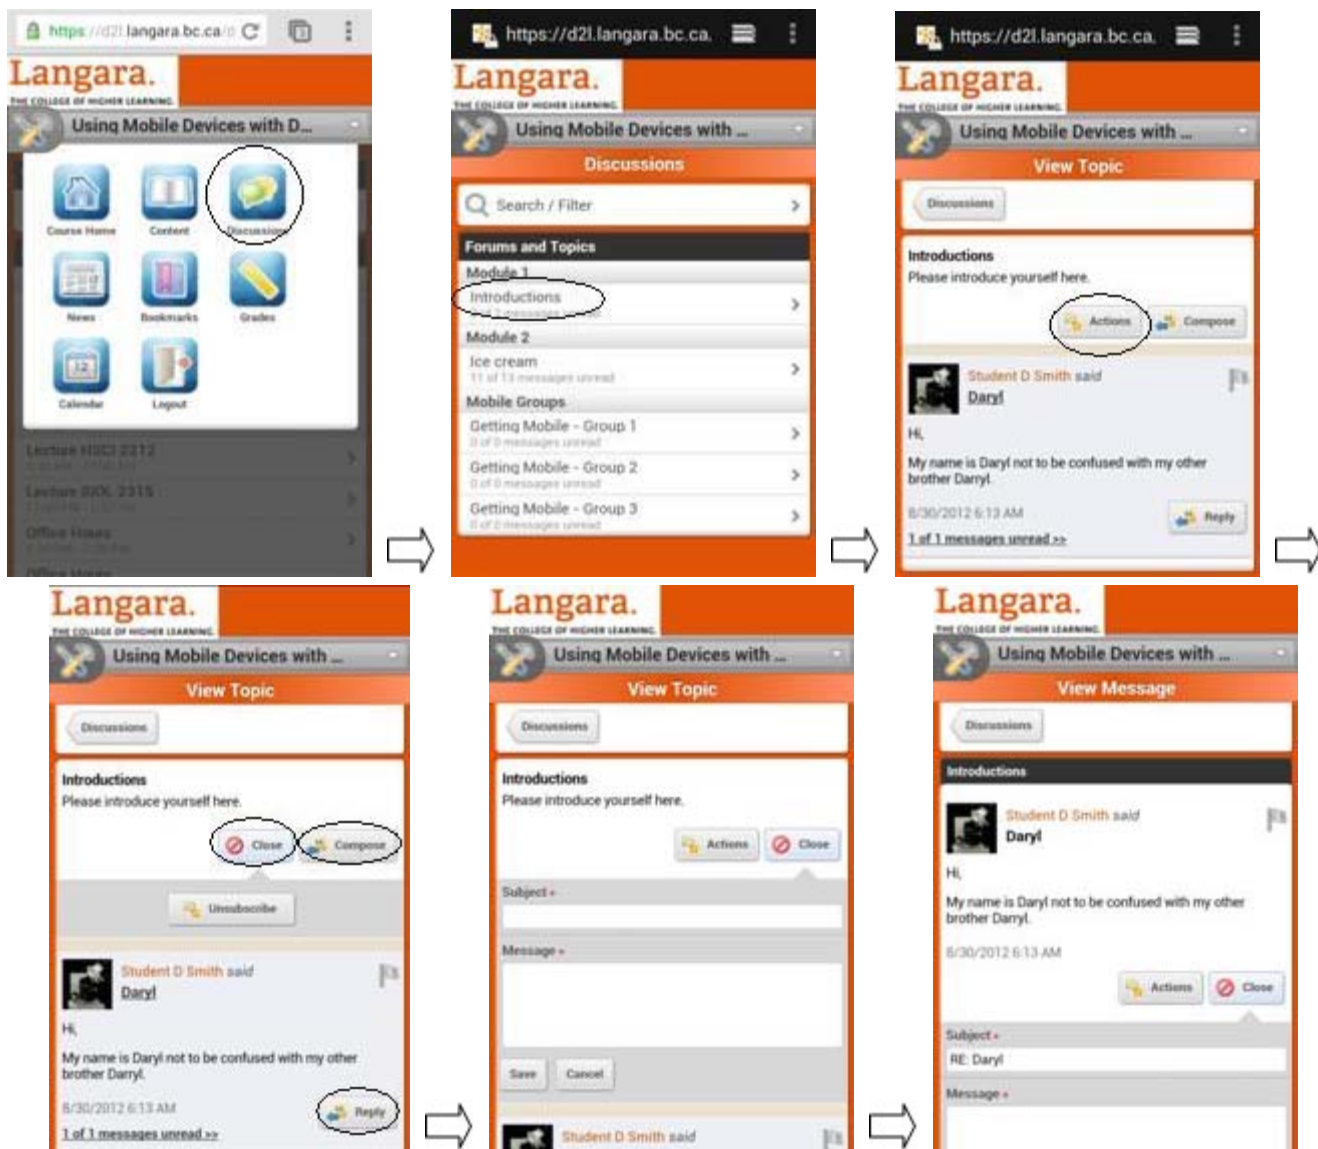 https://d2l.langara.bc.ca/
Langara.
THE COLLEGE OF HIGHER LEARNING.
Using Mobile Devices with D...
Course Home
Content
Discussions
News
Bookmarks
Grades
12
Calendar
Logout
Lecture HSCI 2212
Lecture
2315
Office Hours
Office Hours
https://d2l.langara.bc.ca.
Langara.
THE COLLEGE OF HIGHER LEARNING.
Using Mobile Devices with ...
Discussions
Search / Filter
Forums and Topics
Module 1
Introductions
messages unread
Module 2
Ice cream
11 of 13 messages unread
Mobile Groups
Getting Mobile - Group 1
0 of 0 messages unread
Getting Mobile - Group 2
0 of 0 messages unread
Getting Mobile - Group 3
0 of 0 messages unread
https://d2l.langara.bc.ca.
Langara.
THE COLLEGE OF HIGHER LEARNING.
Using Mobile Devices with ...
View Topic
Discussions
Introductions
Please introduce yourself here.
Actions
Compose
Student D Smith said
Daryl
Hi,
My name is Daryl not to be confused with my other
brother Darryl.
8/30/2012 6:13 AM
Reply
1 of 1 messages unread >>
Langara.
THE COLLEGE OF HIGHER LEARNING.
Using Mobile Devices with ...
View Topic
Discussions
Introductions
Please introduce yourself here.
Close
Compose
Unsubscribe
Student D Smith said
Daryl
Hi,
My name is Daryl not to be confused with my other
brother Darryl.
8/30/2012 6:13 AM
Reply
1 of 1 messages unread >>
Langara.
THE COLLEGE OF HIGHER LEARNING.
Using Mobile Devices with ...
View Topic
Discussions
Introductions
Please introduce yourself here.
Actions
Close
Subject *
Message *
Save
Cancel
Student D Smith said
Langara.
THE COLLEGE OF HIGHER LEARNING.
Using Mobile Devices with ...
View Message
Discussions
Introductions
Student D Smith said
Daryl
Hi,
My name is Daryl not to be confused with my other
brother Darryl.
8/30/2012 6:13 AM
Actions
Close
Subject *
RE: Daryl
Message *